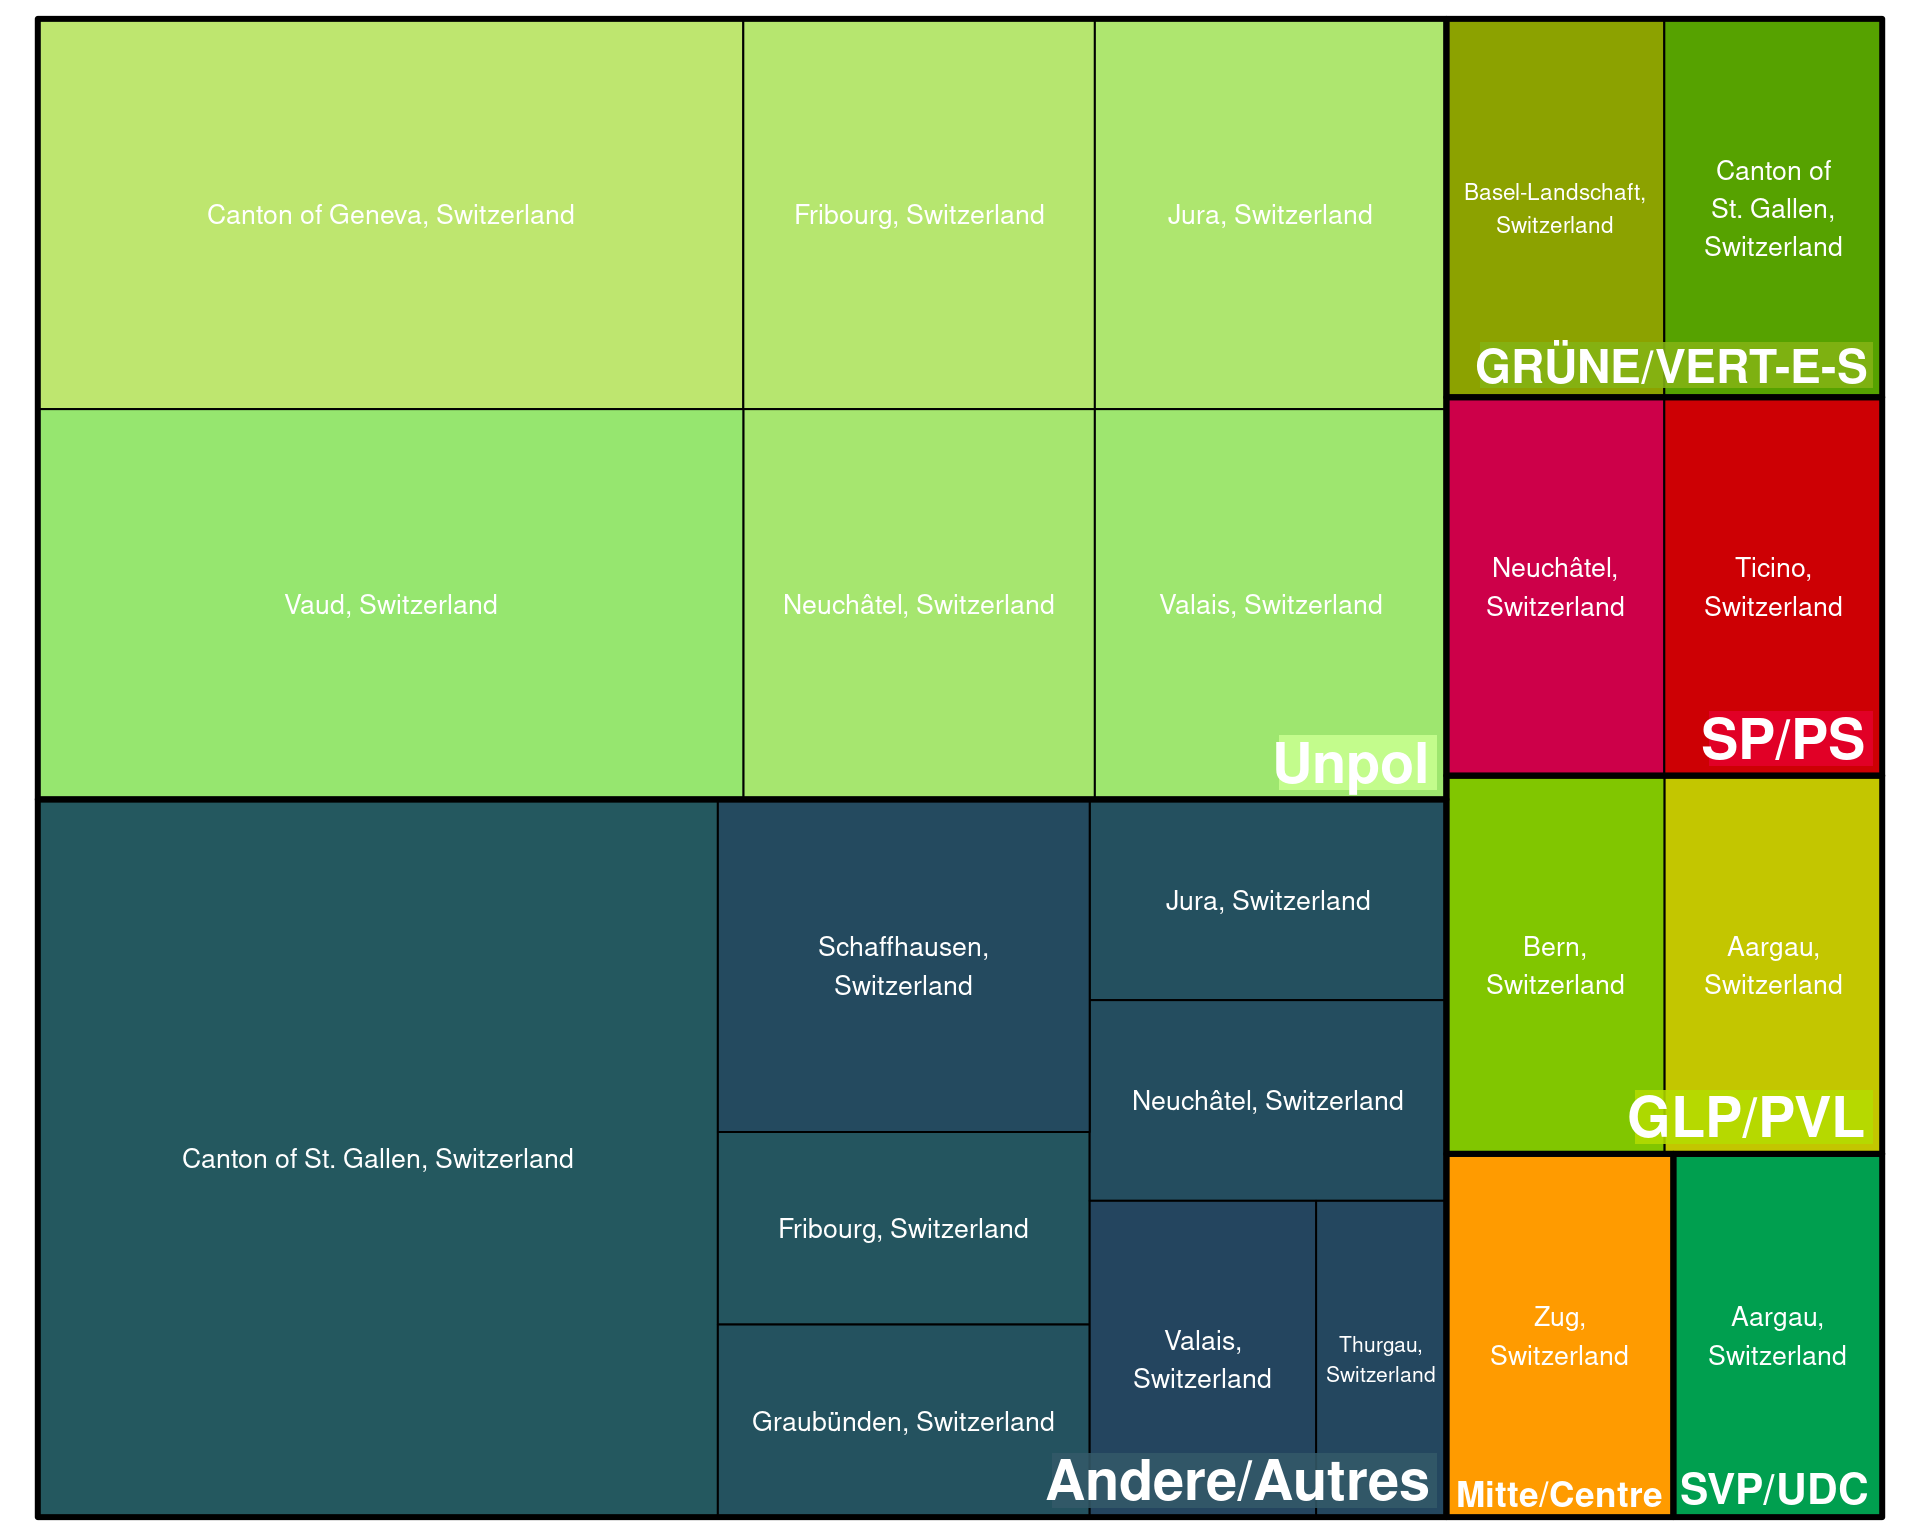 Canton of Geneva, Switzerland
Fribourg, Switzerland
Jura, Switzerland
Vaud, Switzerland
Neuchâtel, Switzerland
Valais, Switzerland
Unpol
Canton of St. Gallen, Switzerland
Schaffhausen,
Switzerland
Fribourg, Switzerland
Graubünden, Switzerland
Jura, Switzerland
Neuchâtel, Switzerland
Valais,
Switzerland
Thurgau,
Switzerland
Andere/Autres
Basel-Landschaft,
Switzerland
Canton of
St. Gallen,
Switzerland
GRÜNE/VERT-E-S
Neuchâtel,
Switzerland
Ticino,
Switzerland
SP/PS
Bern,
Switzerland
Aargau,
Switzerland
GLP/PVL
Zug,
Switzerland
Mitte/Centre
Aargau,
Switzerland
SVP/UDC